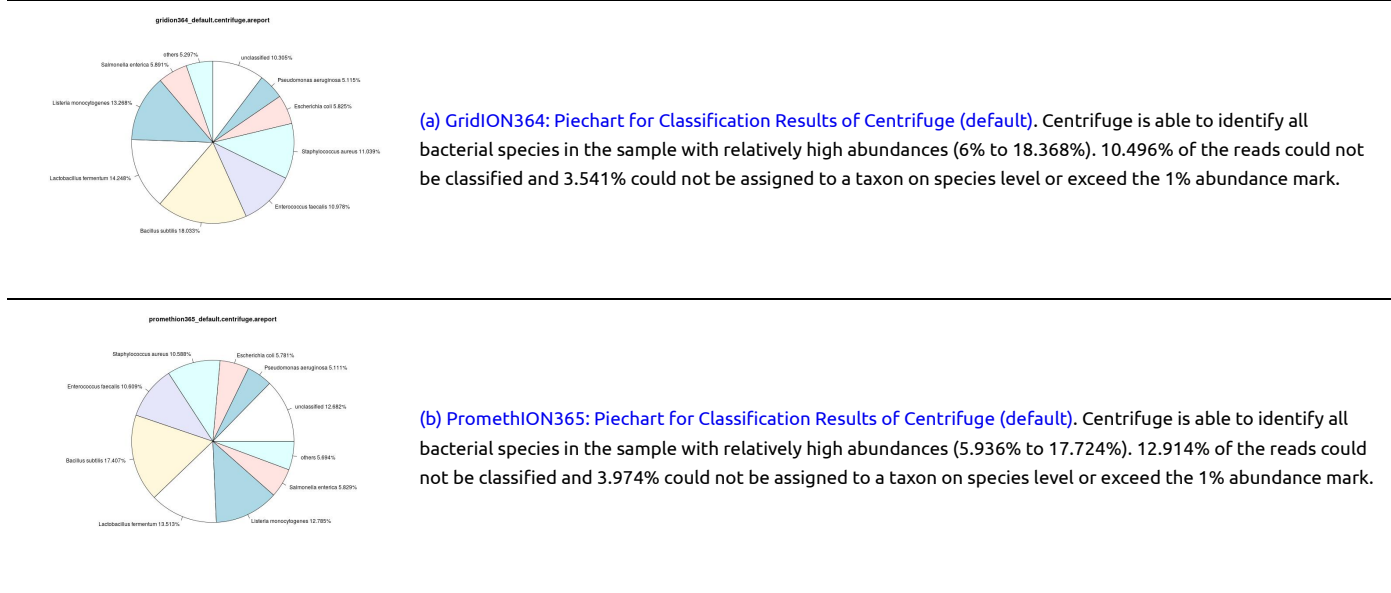 gridion364_default.centrifuge.areport
others 5.297%
unclassified 10.305%
Salmonella enterica 5.891%
Pseudomonas aeruginosa 5.115%
Listeria monocytogenes 13.268%
Escherichia coli 5.825%
Staphylococcus aureus 11.039%
Lactobacillus fermentum 14.248%
Enterococcus faecalis 10.978%
Bacillus subtilis 18.033%
(a) GridION364: Piechart for Classification Results of Centrifuge (default). Centrifuge is able to identify all
bacterial species in the sample with relatively high abundances (6% to 18.368%). 10.496% of the reads could not
be classified and 3.541% could not be assigned to a taxon on species level or exceed the 1% abundance mark.
promethion365_default.centrifuge.areport
Staphylococcus aureus 10.588%
Escherichia coli 5.781%
Pseudomonas aeruginosa 5.111%
Enterococcus faecalis 10.609%
unclassified 12.682%
Bacillus subtilis 17.407%
others 5.694%
Salmonella enterica 5.829%
Lactobacillus fermentum 13.513%
Listeria monocytogenes 12.785%
(b) PromethION365: Piechart for Classification Results of Centrifuge (default). Centrifuge is able to identify all
bacterial species in the sample with relatively high abundances (5.936% to 17.724%). 12.914% of the reads could
not be classified and 3.974% could not be assigned to a taxon on species level or exceed the 1% abundance mark.